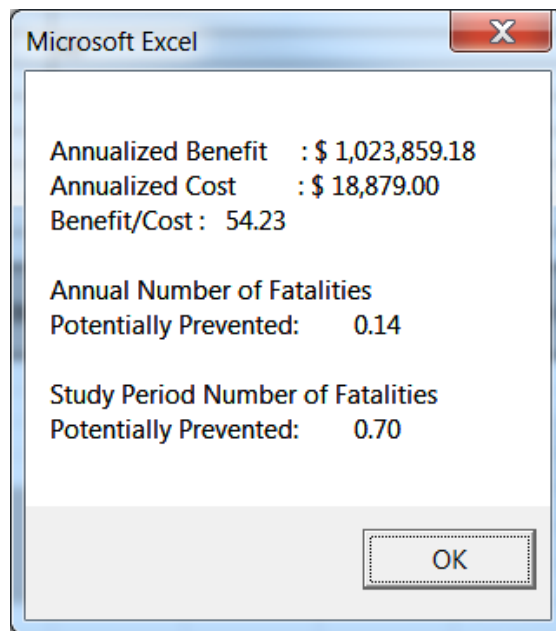 Microsoft Excel
Annualized Benefit : $ 1,023,859.18
Annualized Cost : $ 18,879.00
Benefit/Cost : 54.23
Annual Number of Fatalities
Potentially Prevented: 0.14
Study Period Number of Fatalities
Potentially Prevented: 0.70
OK